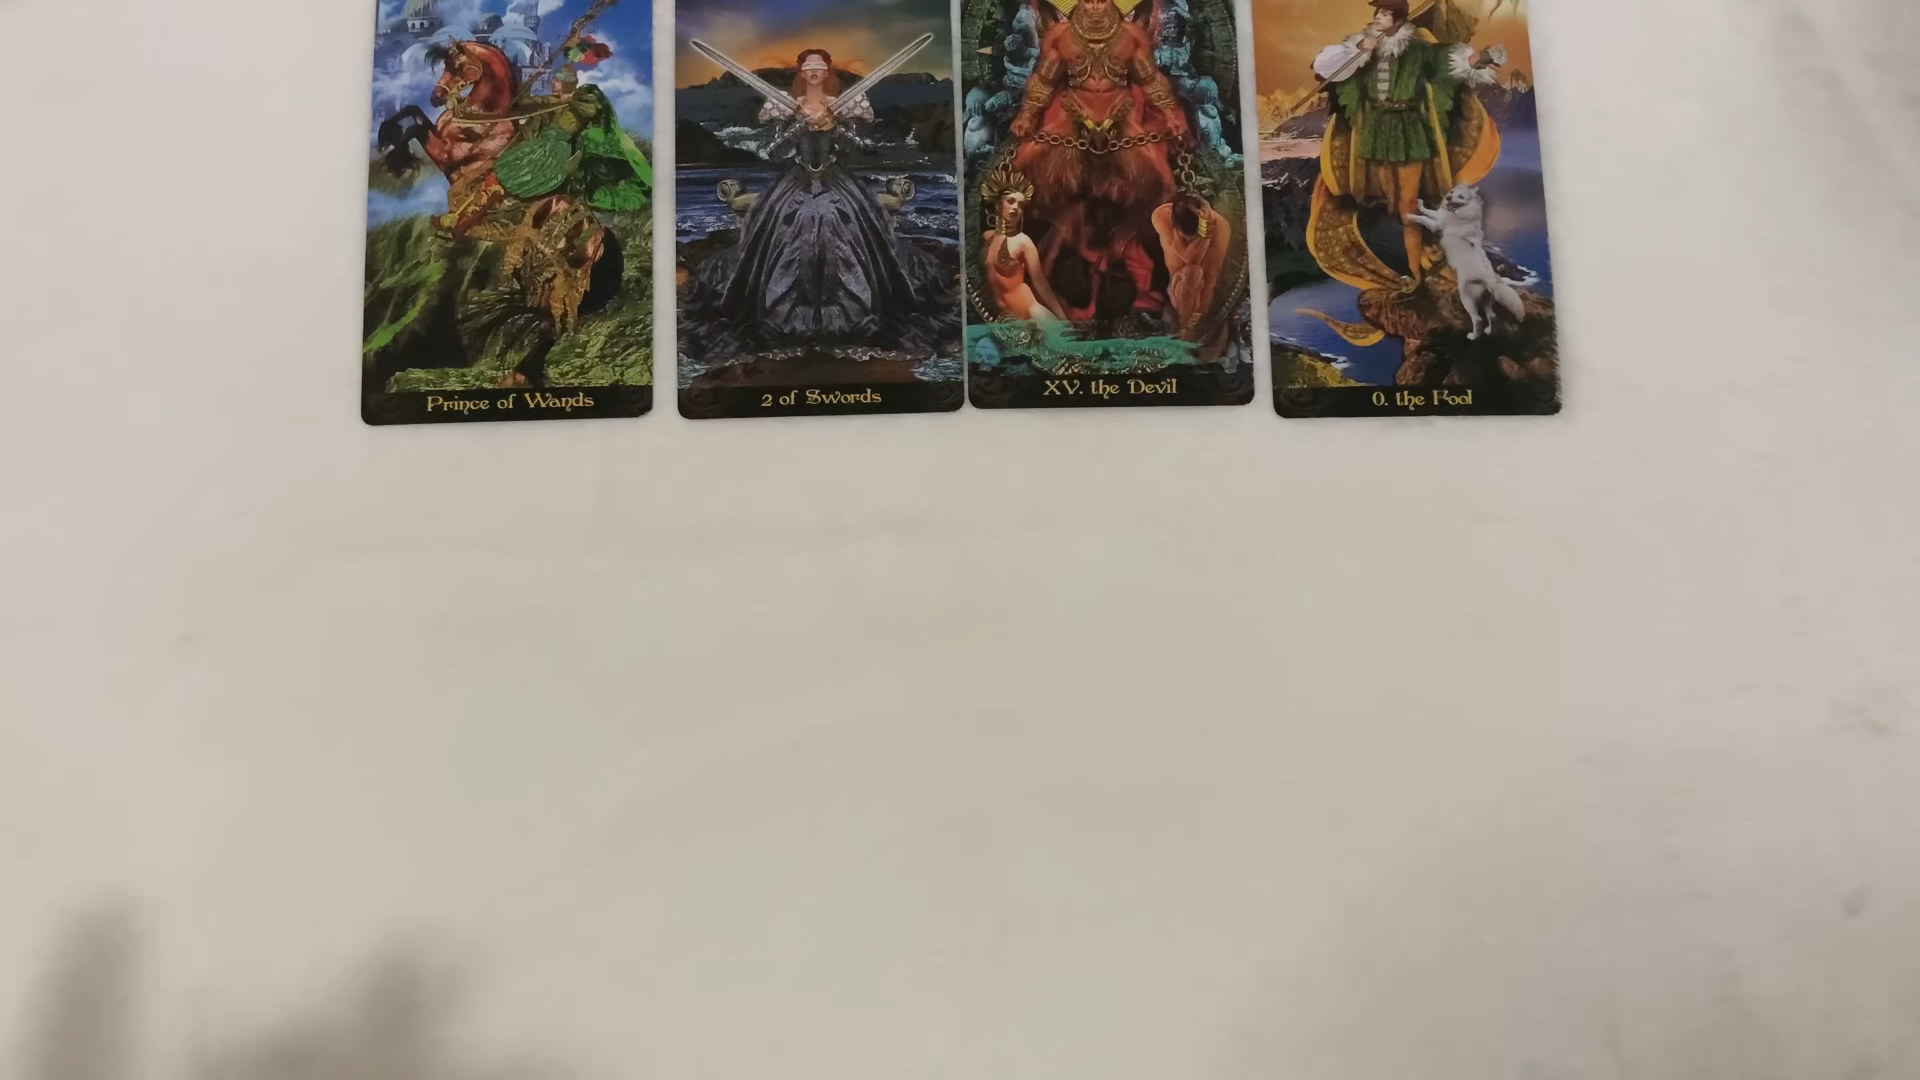 Prince of Wands
2 of Swords
XV. the Devil
0. the Fool